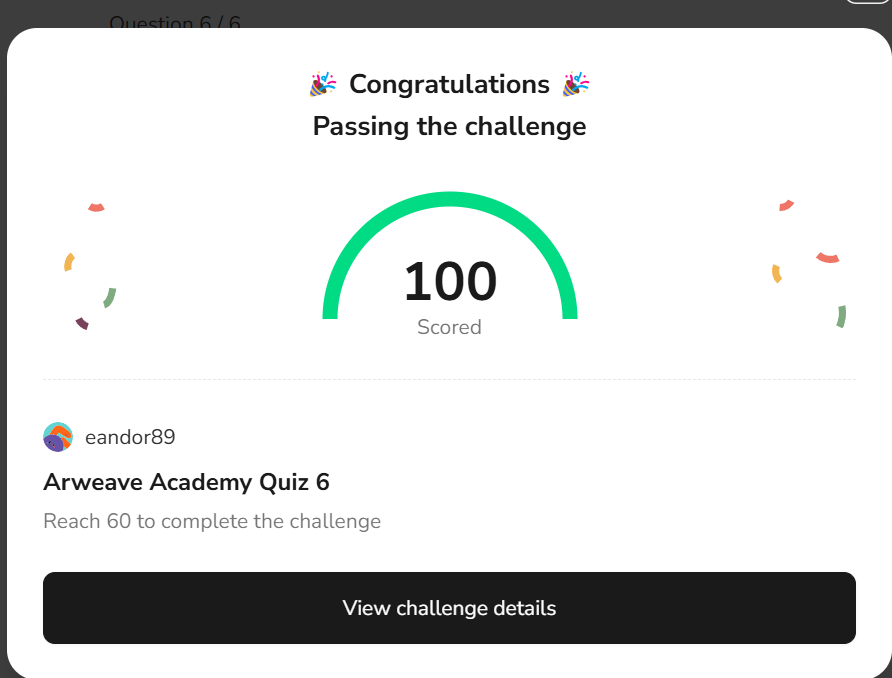 Question 6 / 6
🎉 Congratulations 🎉
Passing the challenge
100
Scored
eandor89
Arweave Academy Quiz 6
Reach 60 to complete the challenge
View challenge details